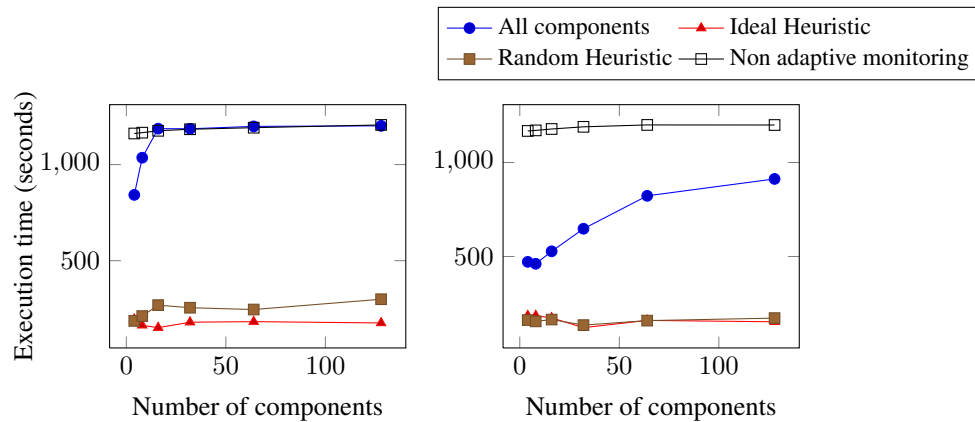 All components
Ideal Heuristic
Random Heuristic
Non adaptive monitoring
Execution time (seconds)
1,000
500
0
50
100
Number of components
1,000
500
0
50
100
Number of components